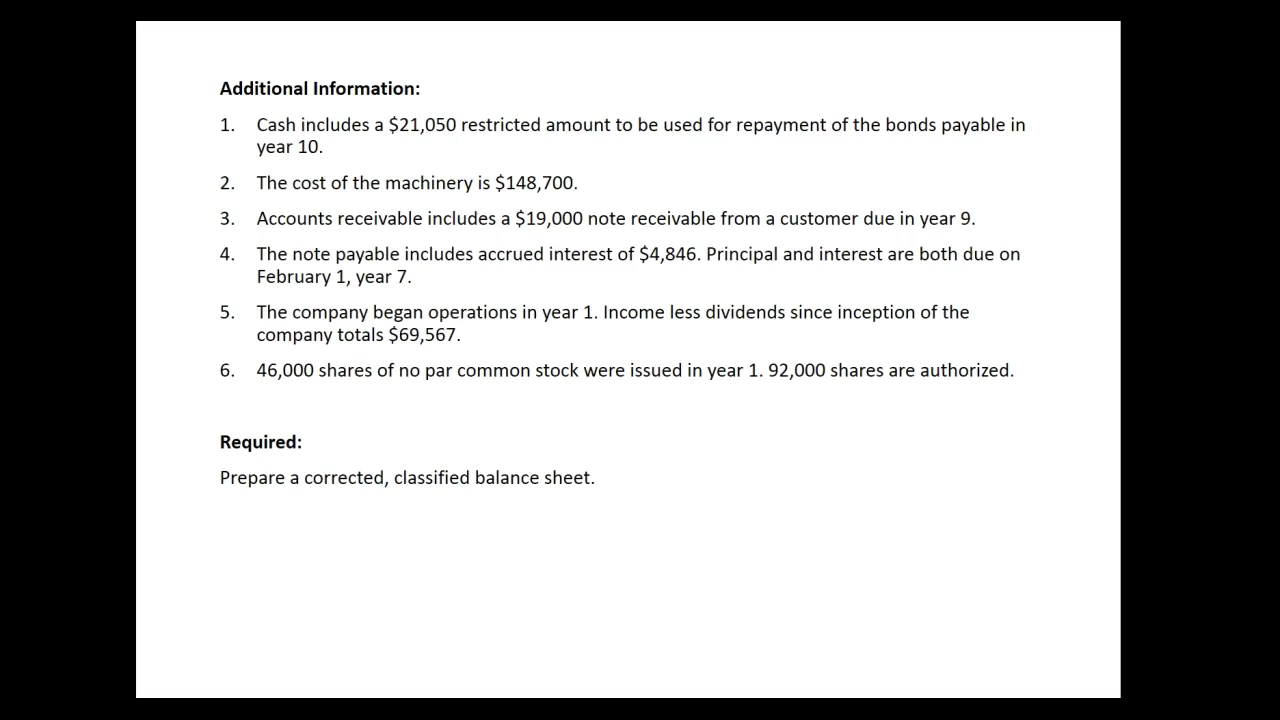 Additional Information:
1. Cash includes a $21,050 restricted amount to be used for repayment of the bonds payable in
year 10.
2. The cost of the machinery is $148,700.
3. Accounts receivable includes a $19,000 note receivable from a customer due in year 9.
4. The note payable includes accrued interest of $4,846. Principal and interest are both due on
February 1, year 7.
5. The company began operations in year 1. Income less dividends since inception of the
company totals $69,567.
6. 46,000 shares of no par common stock were issued in year 1. 92,000 shares are authorized.
Required:
Prepare a corrected, classified balance sheet.